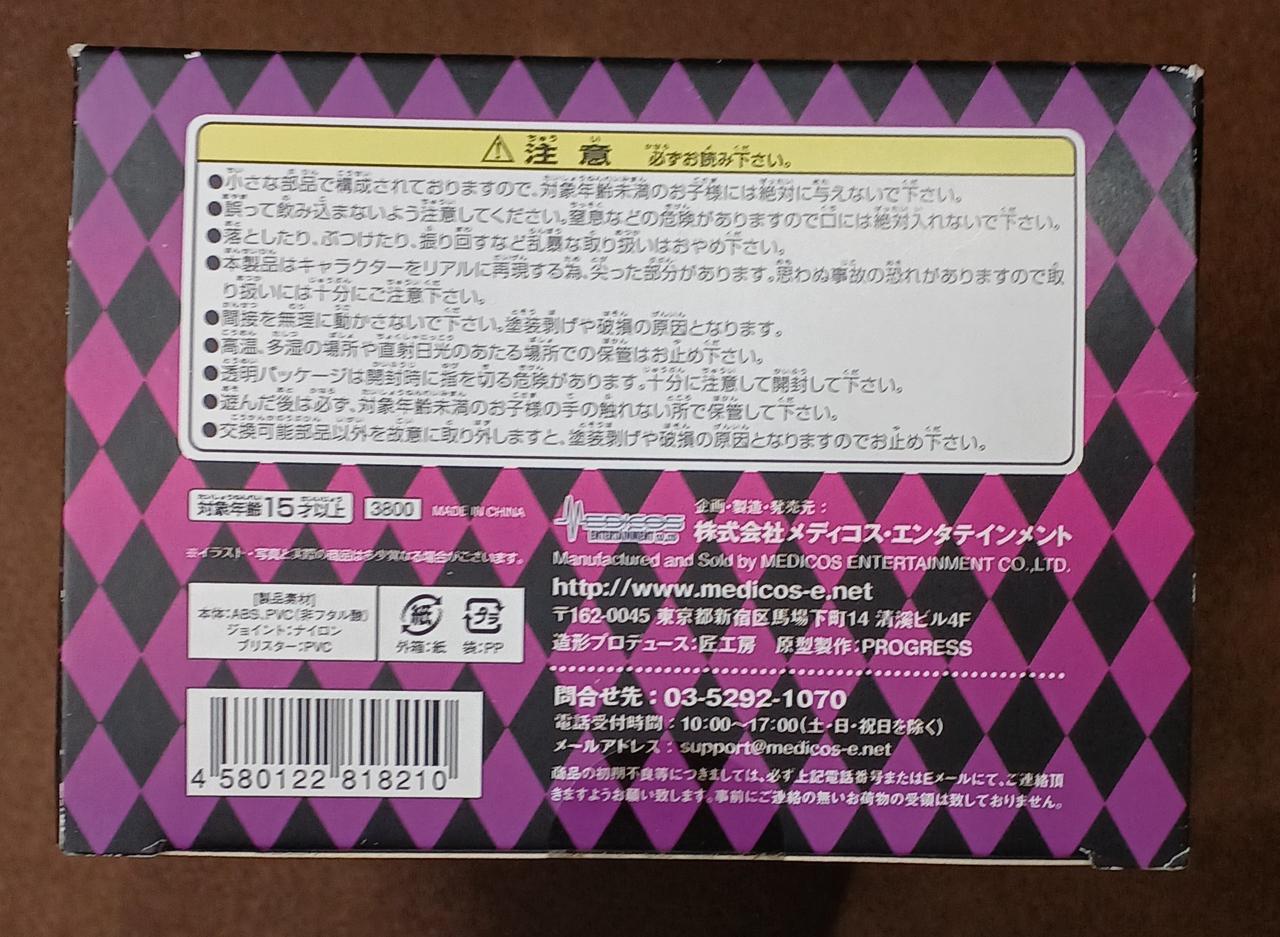 注意 必ずお読み下さい。
●小さな部品で構成されておりますので、対象年齢未満のお子様には絶対に与えないで下さい。
●誤って飲み込まないよう注意してください。窒息などの危険がありますので口には絶対入れないで下さい。
●落としたり、ぶつけたり、振り回すなど乱暴な取り扱いはおやめ下さい。
●本製品はキャラクターをリアルに再現する為、尖った部分があります。思わぬ事故の恐れがありますので取
り扱いには十分にご注意下さい。
●間接を無理に動かさないで下さい。塗装剥げや破損の原因となります。
●高温、多湿の場所や直射日光のあたる場所での保管はお止め下さい。
●透明パッケージは開封時に指を切る危険があります。十分に注意して開封して下さい。
●遊んだ後は必ず、対象年齢未満のお子様の手の触れない所で保管して下さい。
●交換可能部品以外を故意に取り外しますと、塗装剥げや破損の原因となりますのでお止め下さい。
対象年齢15才以上 3800 MADE IN CHINA
※イラスト・写真と実際の商品は多少異なる場合がございます。
[製品素材]
本体:ABS、PVC(非フタル酸)
ジョイント:ナイロン
ブリスター:PVC
紙 プラ
外箱:紙 袋:PP
4 580122 818210
MEDICOS
ENTERTAINMENT CO.,LTD.
企画・製造・発売元:
株式会社メディコス・エンタテインメント
Manufactured and Sold by MEDICOS ENTERTAINMENT CO.,LTD.
http://www.medicos-e.net
〒162-0045 東京都新宿区馬場下町14 清溪ビル4F
造形プロデュース:匠工房 原型製作:PROGRESS
問合せ先:03-5292-1070
電話受付時間:10:00〜17:00(土・日・祝日を除く)
メールアドレス:support@medicos-e.net
商品の初期不良等につきましては、必ず上記電話番号またはEメールにて、ご連絡頂
きますようお願い致します。事前にご連絡の無いお荷物の受領は致しておりません。